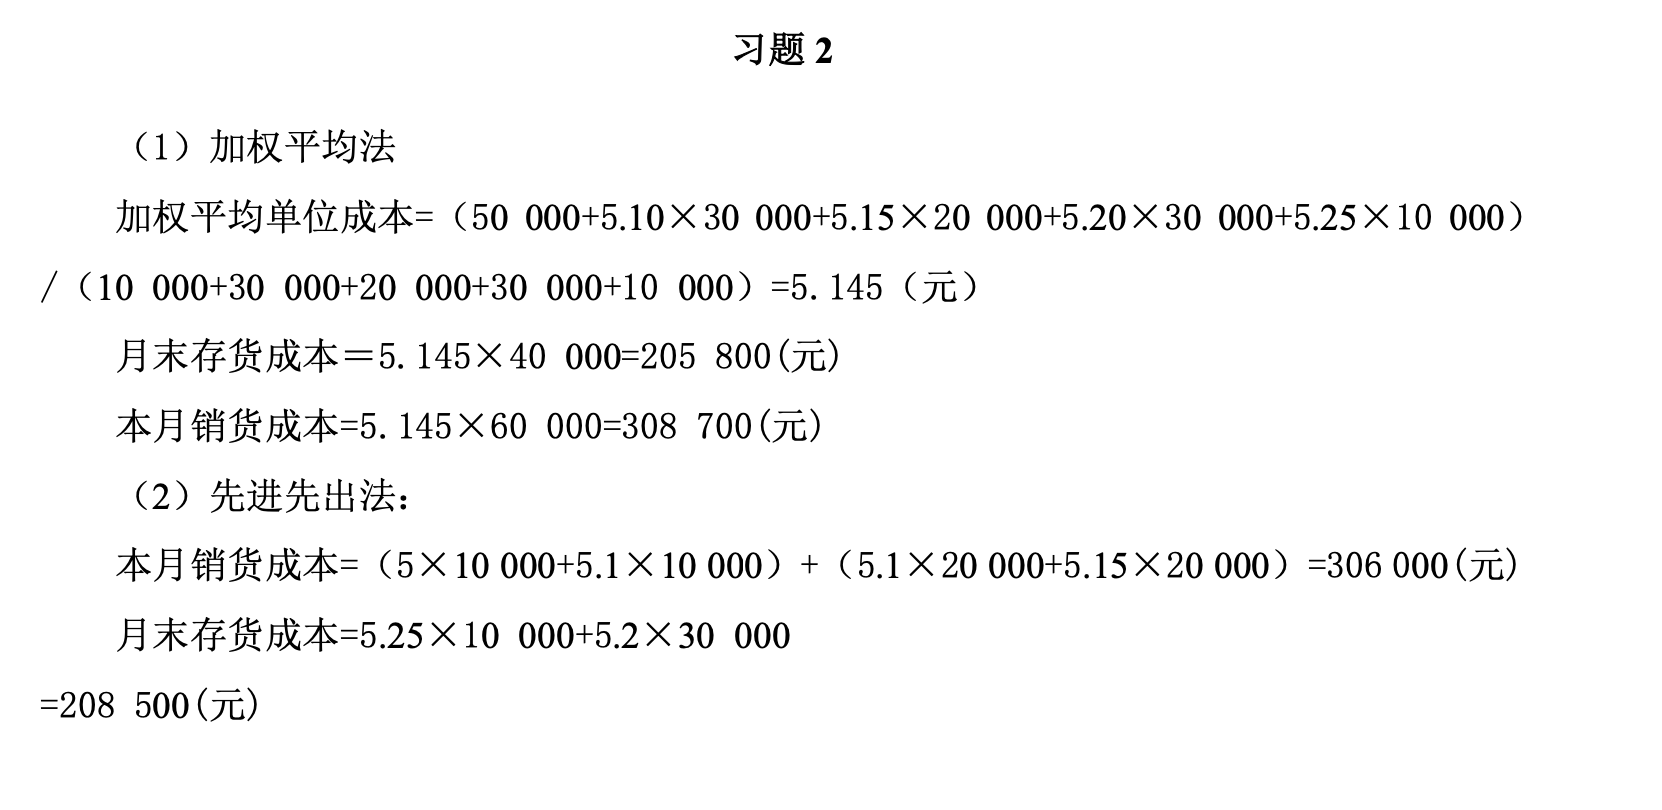 习题 2
（1）加权平均法
加权平均单位成本=（50 000+5.10×30 000+5.15×20 000+5.20×30 000+5.25×10 000）
/（10 000+30 000+20 000+30 000+10 000）=5.145（元）
月末存货成本＝5.145×40 000=205 800(元)
本月销货成本=5.145×60 000=308 700(元)
（2）先进先出法：
本月销货成本=（5×10 000+5.1×10 000）+（5.1×20 000+5.15×20 000）=306 000(元)
月末存货成本=5.25×10 000+5.2×30 000
=208 500(元)